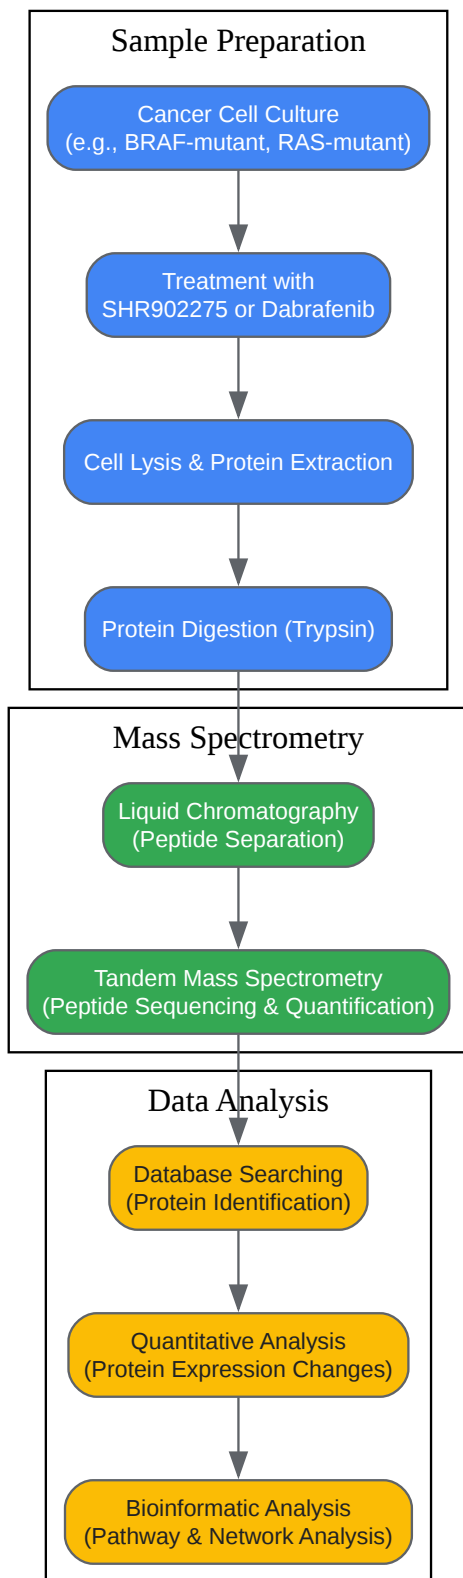 Sample Preparation
Cancer Cell Culture
(e.g., BRAF-mutant, RAS-mutant)
Treatment with
SHR902275 or Dabrafenib
Cell Lysis & Protein Extraction
Protein Digestion (Trypsin)
Mass Spectrometry
Liquid Chromatography
(Peptide Separation)
Tandem Mass Spectrometry
(Peptide Sequencing & Quantification)
Data Analysis
Database Searching
(Protein Identification)
Quantitative Analysis
(Protein Expression Changes)
Bioinformatic Analysis
(Pathway & Network Analysis)